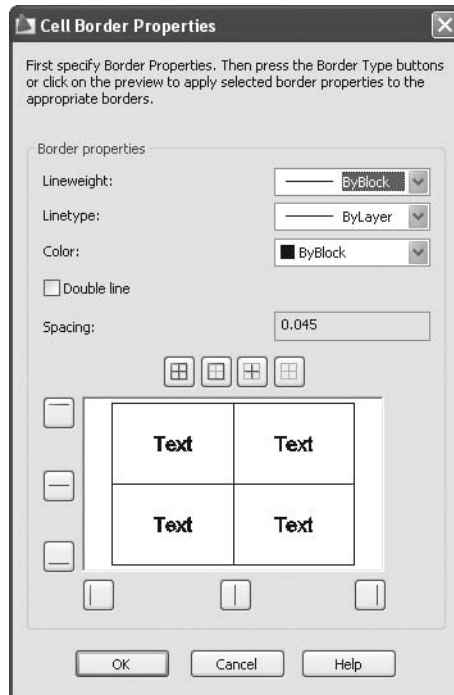 Cell Border Properties
First specify Border Properties. Then press the Border Type buttons
or click on the preview to apply selected border properties to the
appropriate borders.
Border properties
Lineweight: ByBlock
Linetype: ByLayer
Color: ByBlock
Double line
Spacing: 0.045
Text Text
Text Text
OK Cancel Help